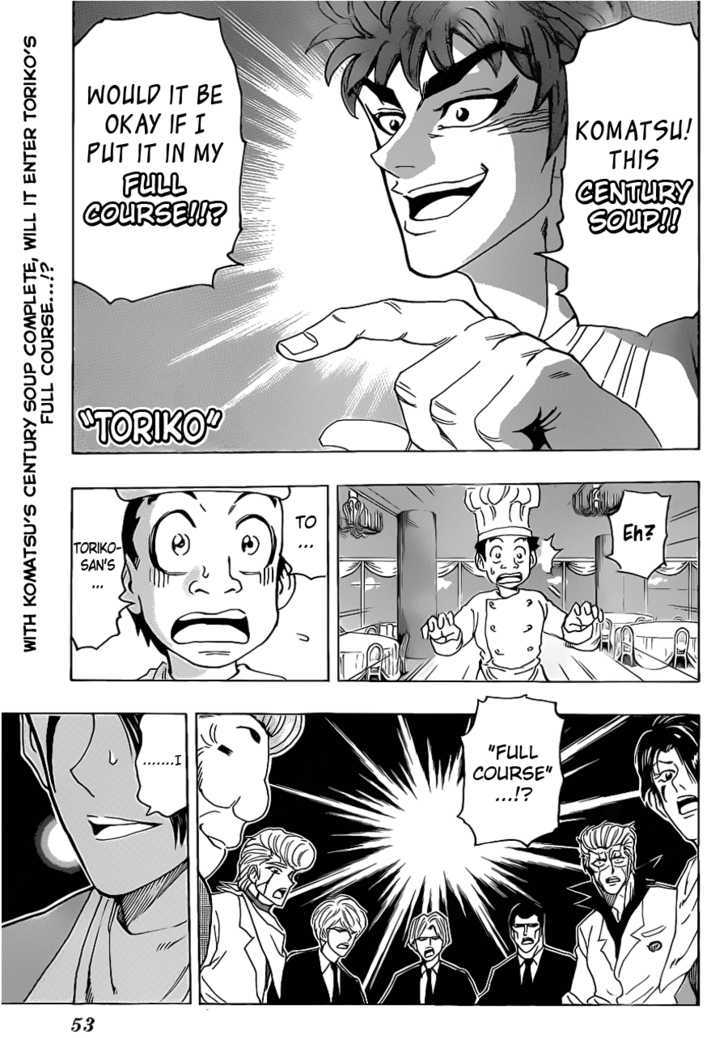 WITH KOMATSU'S CENTURY SOUP COMPLETE, WILL IT ENTER TORIKO'S
FULL COURSE...!?
KOMATSU!
THIS
CENTURY
SOUP!!
WOULD IT BE
OKAY IF I
PUT IT IN MY
FULL
COURSE!!?
"TORIKO"
Eh?
TO
...
TORIKO-
SAN'S
...
"FULL
COURSE"
...!?
.......I
53